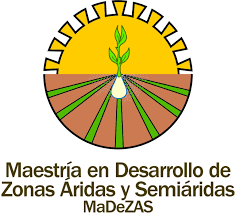 Maestría en Desarrollo de
Zonas Áridas y Semiáridas
MaDeZAS